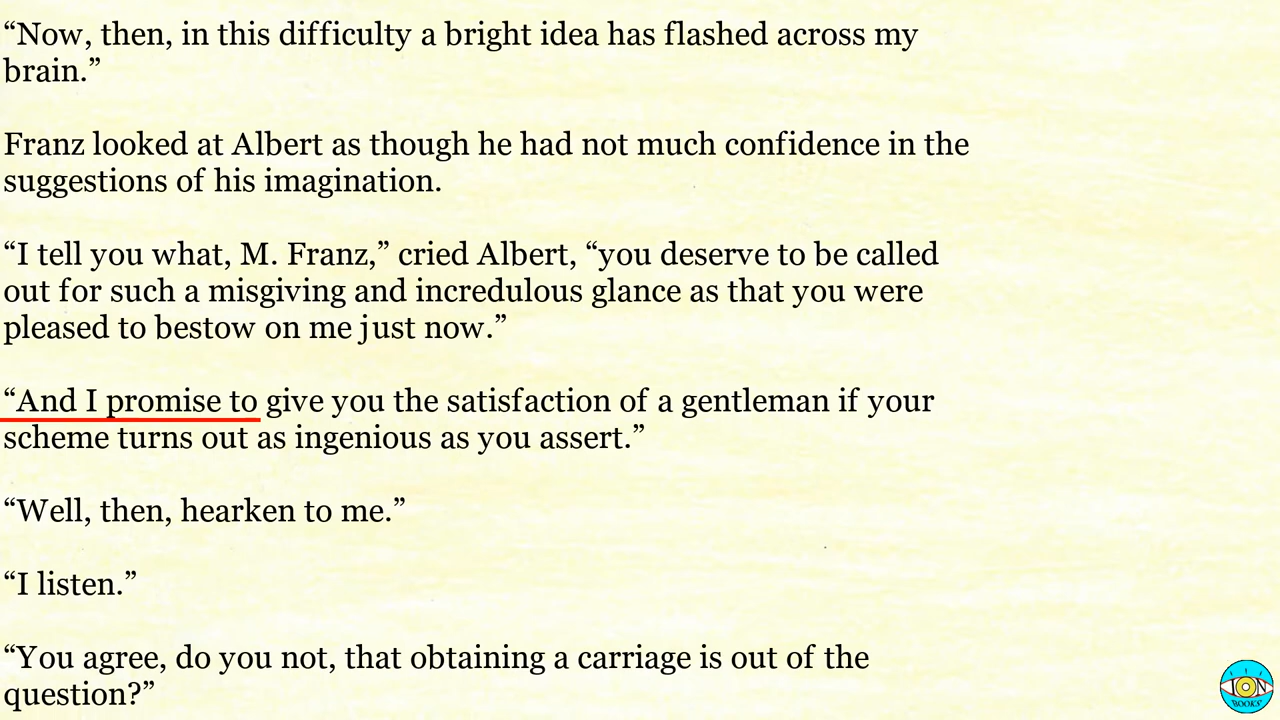 “Now, then, in this difficulty a bright idea has flashed across my
brain.”
Franz looked at Albert as though he had not much confidence in the
suggestions of his imagination.
“I tell you what, M. Franz,” cried Albert, “you deserve to be called
out for such a misgiving and incredulous glance as that you were
pleased to bestow on me just now.”
“And I promise to give you the satisfaction of a gentleman if your
scheme turns out as ingenious as you assert.”
“Well, then, hearken to me.”
“I listen.”
“You agree, do you not, that obtaining a carriage is out of the
question?”
ION
BOOKS